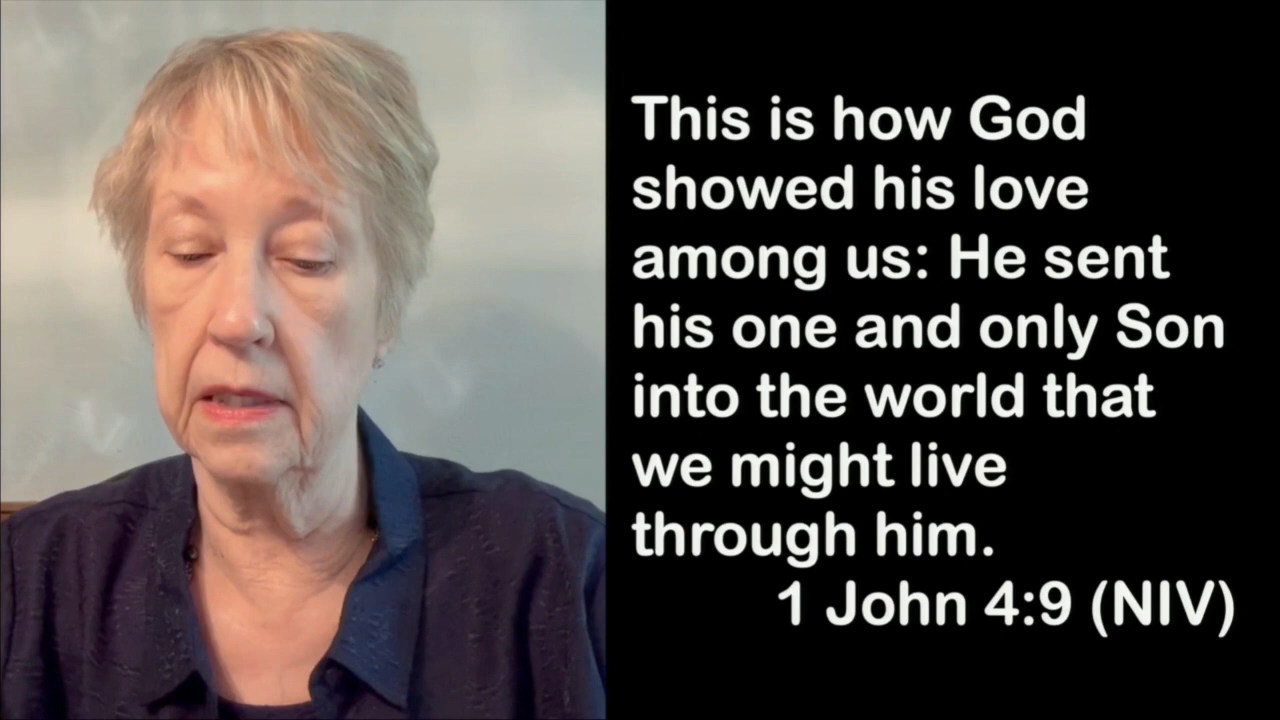 This is how God
showed his love
among us: He sent
his one and only Son
into the world that
we might live
through him.
1 John 4:9 (NIV)